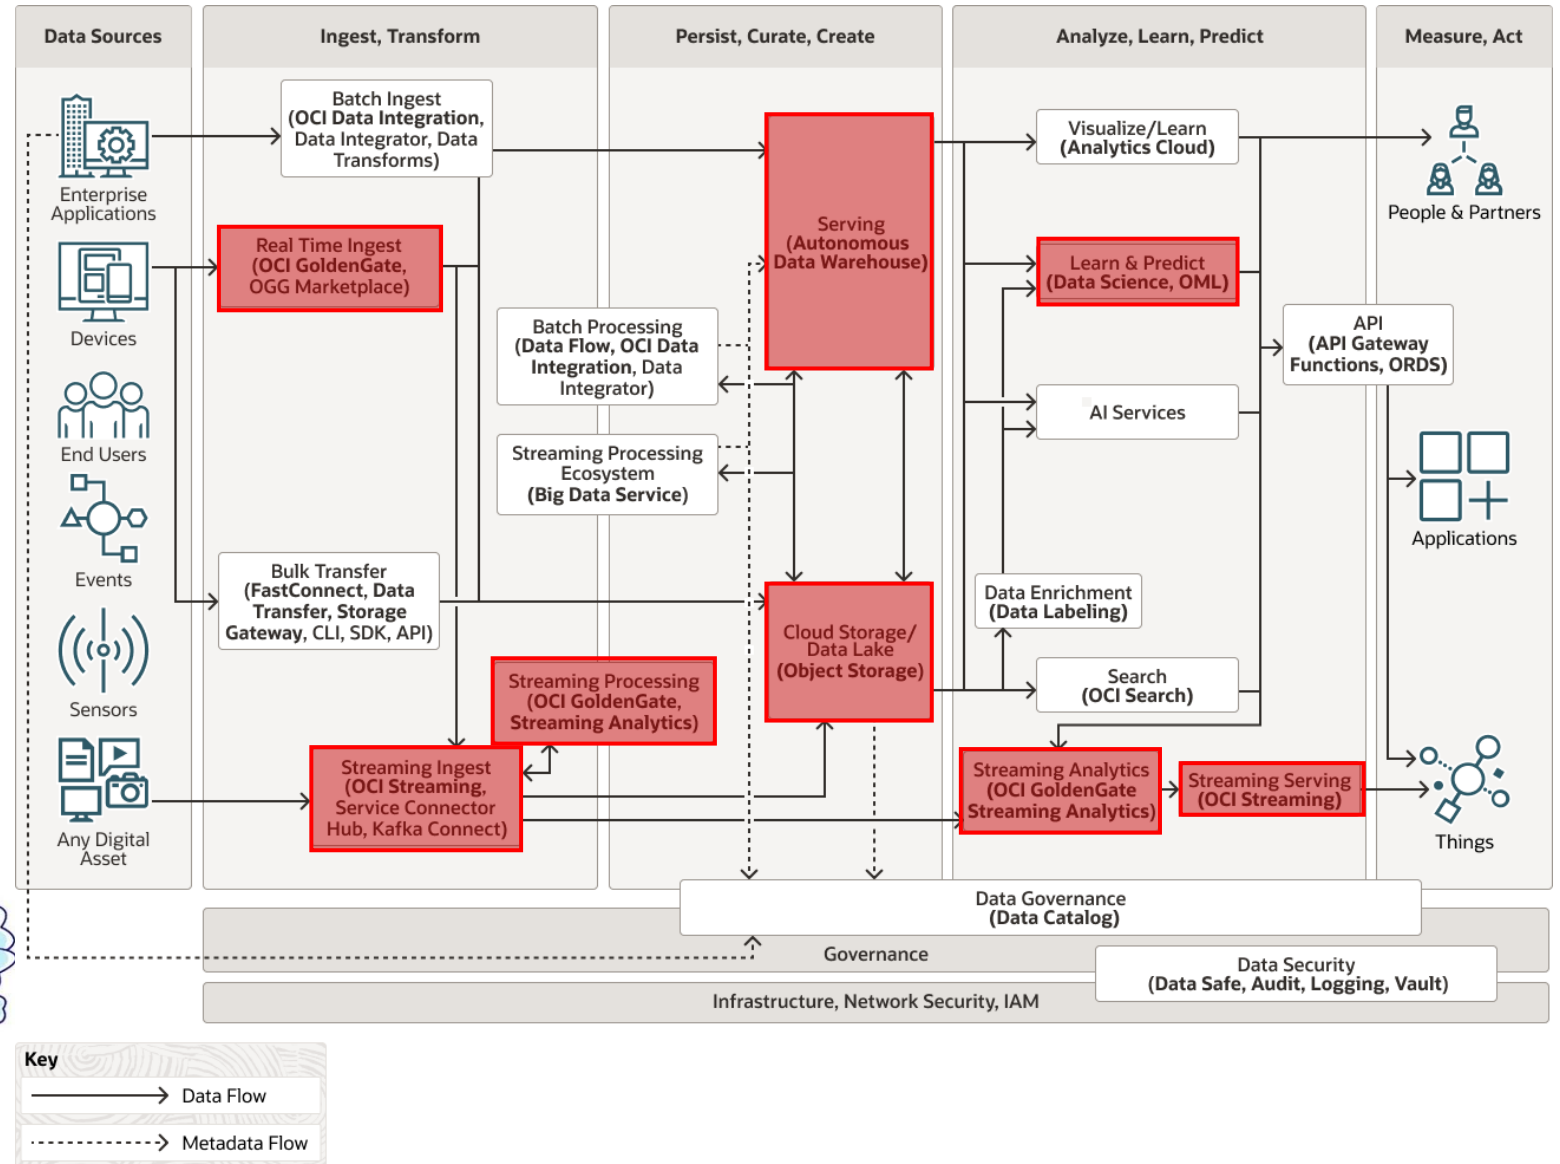 Data Sources
Ingest, Transform
Persist, Curate, Create
Analyze, Learn, Predict
Measure, Act
Enterprise
Applications
Devices
End Users
Events
Sensors
Any Digital
Asset
Batch Ingest
(OCI Data Integration,
Data Integrator, Data
Transforms)
Real Time Ingest
(OCI GoldenGate,
OGG Marketplace)
Bulk Transfer
(FastConnect, Data
Transfer, Storage
Gateway, CLI, SDK, API)
Streaming Ingest
(OCI Streaming,
Service Connector
Hub, Kafka Connect)
Batch Processing
(Data Flow, OCI Data
Integration, Data
Integrator)
Streaming Processing
Ecosystem
(Big Data Service)
Streaming Processing
(OCI GoldenGate,
Streaming Analytics)
Serving
(Autonomous
Data Warehouse)
Cloud Storage/
Data Lake
(Object Storage)
Visualize/Learn
(Analytics Cloud)
Learn & Predict
(Data Science, OML)
AI Services
Data Enrichment
(Data Labeling)
Search
(OCI Search)
Streaming Analytics
(OCI GoldenGate
Streaming Analytics)
Streaming Serving
(OCI Streaming)
API
(API Gateway
Functions, ORDS)
People & Partners
Applications
Things
Data Governance
(Data Catalog)
Governance
Data Security
(Data Safe, Audit, Logging, Vault)
Infrastructure, Network Security, IAM
Key
Data Flow
Metadata Flow